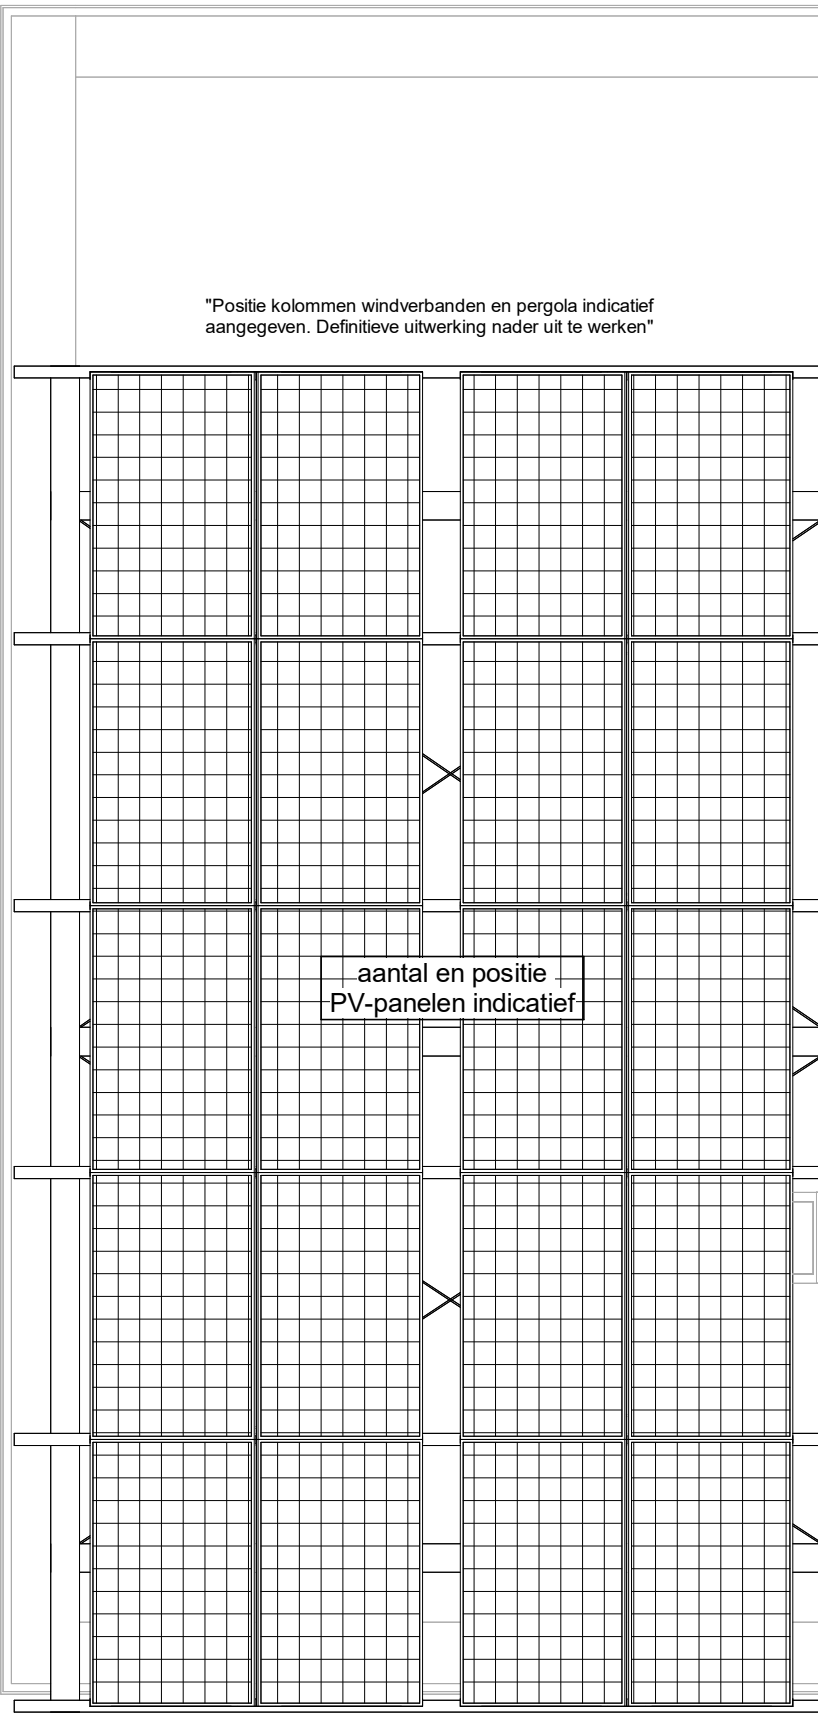 "Positie kolommen windverbanden en pergola indicatief
aangegeven. Definitieve uitwerking nader uit te werken"
aantal en positie
PV-panelen indicatief